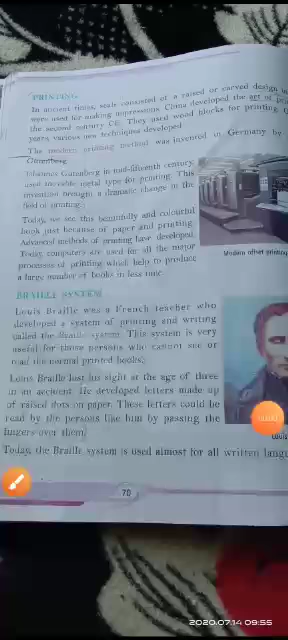 PRINTING
In ancient times, seals consisted of a raised or carved design
were used for making impressions. China developed the art of
the second century CE. They used wood blocks for printing.
years, various new techniques developed
The modern printing method was invented in Germany by
Gutenberg
Johannes Gutenberg in mid-fifteenth century
used movable metal type for printing. This
invention brought a dramatic change in the
field of printing.
Today, we see this beautifully and colourful
book just because of paper and printing.
Advanced methods of printing have developed.
Today computers are used for all the major
processes of printing which help to produce
a large number of books in less time.
Modern offset printing
BRAILLE SYSTEM
Louis Braille was a French teacher who
developed a system of printing and writing
called the Braille system. This system is very
useful for those persons who cannot see or
read the normal printed books.
Louis Braille lost his sight at the age of three
in an accident. He developed letters made up
of raised dots on paper. These letters could be
read by the persons like him by passing the
fingers over them.
Louis
Today, the Braille system is used almost for all written
70
00:00
2020.07.14 09:55